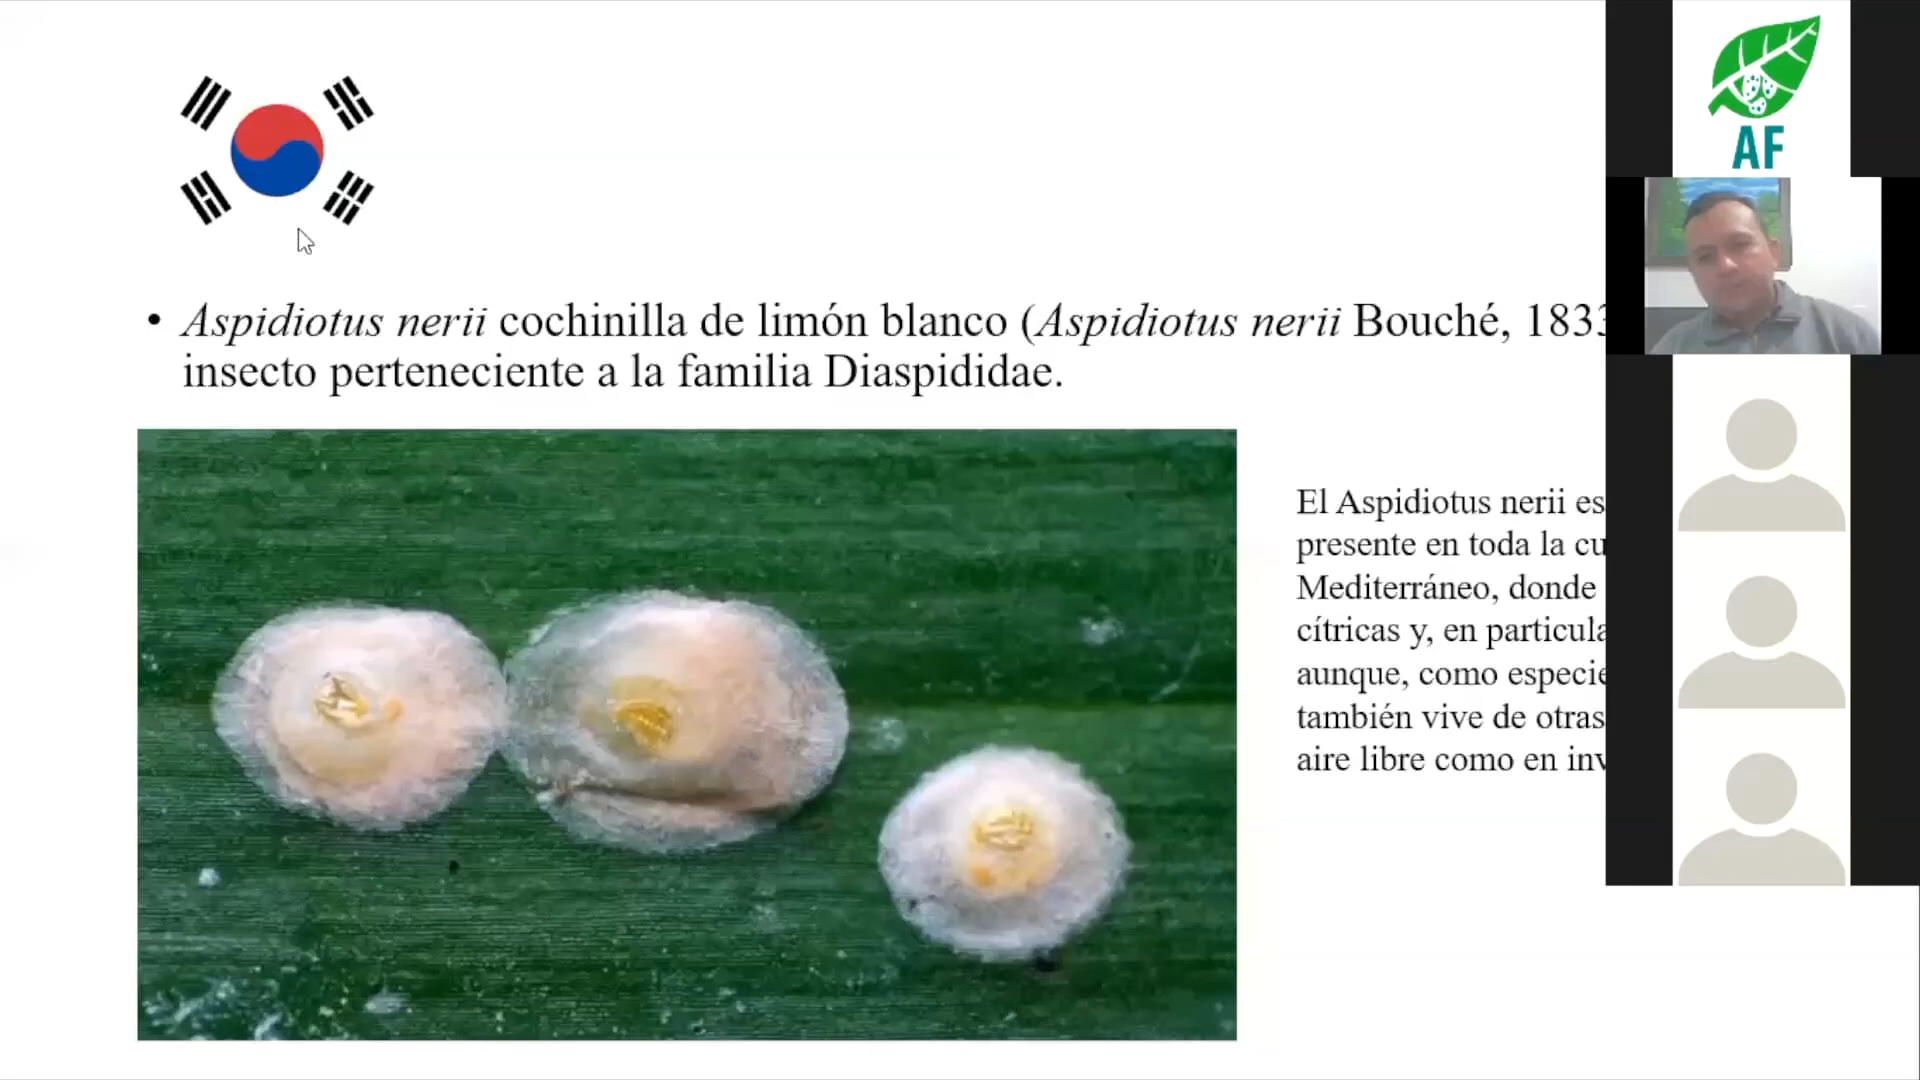 • Aspidiotus nerii cochinilla de limón blanco (Aspidiotus nerii Bouché, 1833
insecto perteneciente a la familia Diaspididae.
El Aspidiotus nerii es
presente en toda la cu
Mediterráneo, donde
cítricas y, en particula
aunque, como especie
también vive de otras
aire libre como en inv
AF